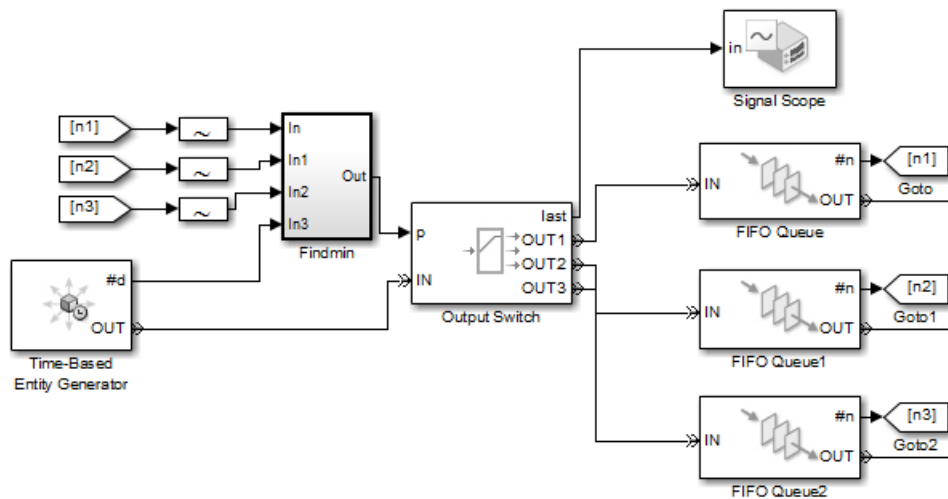 in
Signal Scope
[n1]
[n2]
[n3]
~
~
~
In
In1
In2
In3
Out
Findmin
#d
OUT
Time-Based
Entity Generator
p
IN
last
OUT1
OUT2
OUT3
Output Switch
IN
#n
OUT
FIFO Queue
[n1]
Goto
IN
#n
OUT
FIFO Queue1
[n2]
Goto1
IN
#n
OUT
FIFO Queue2
[n3]
Goto2